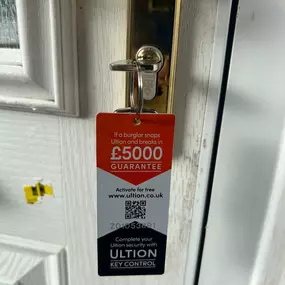 If a burglar snaps
Ultion and breaks in
£5000
GUARANTEE
Activate for free
www.ultion.co.uk
Complete your
Ultion security with
ULTION
KEY CONTROL